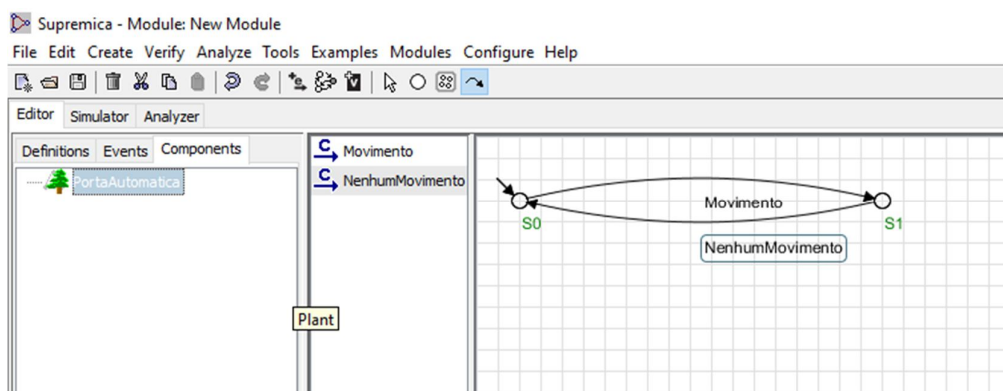 Supremica - Module: New Module
File Edit Create Verify Analyze Tools Examples Modules Configure Help
Editor Simulator Analyzer
Definitions Events Components
PortaAutomatica
Plant
C Movimento
C NenhumMovimento
Movimento
S0 S1
NenhumMovimento